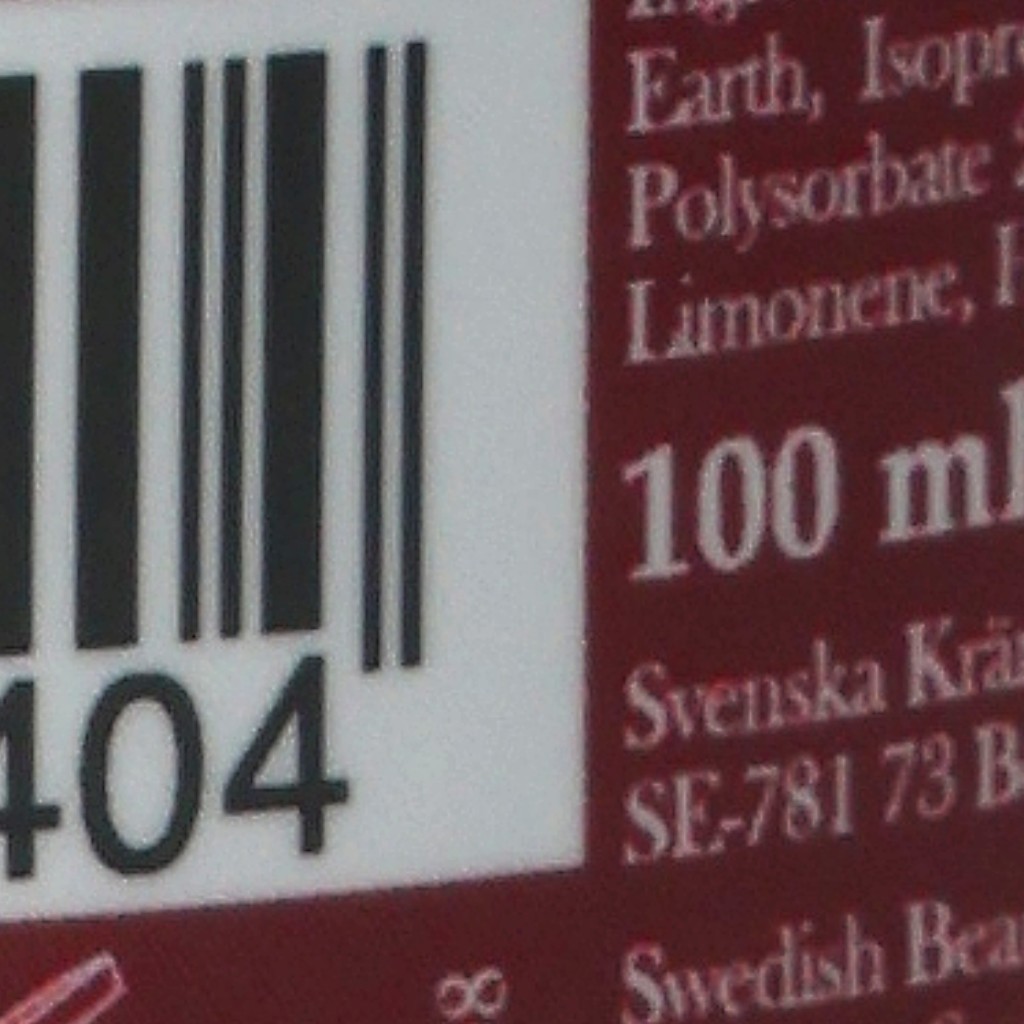 404
Earth, Isopr
Polysorbate
Limonene, H
100 ml
Svenska Krä
SE-781 73 B
Swedish Bea